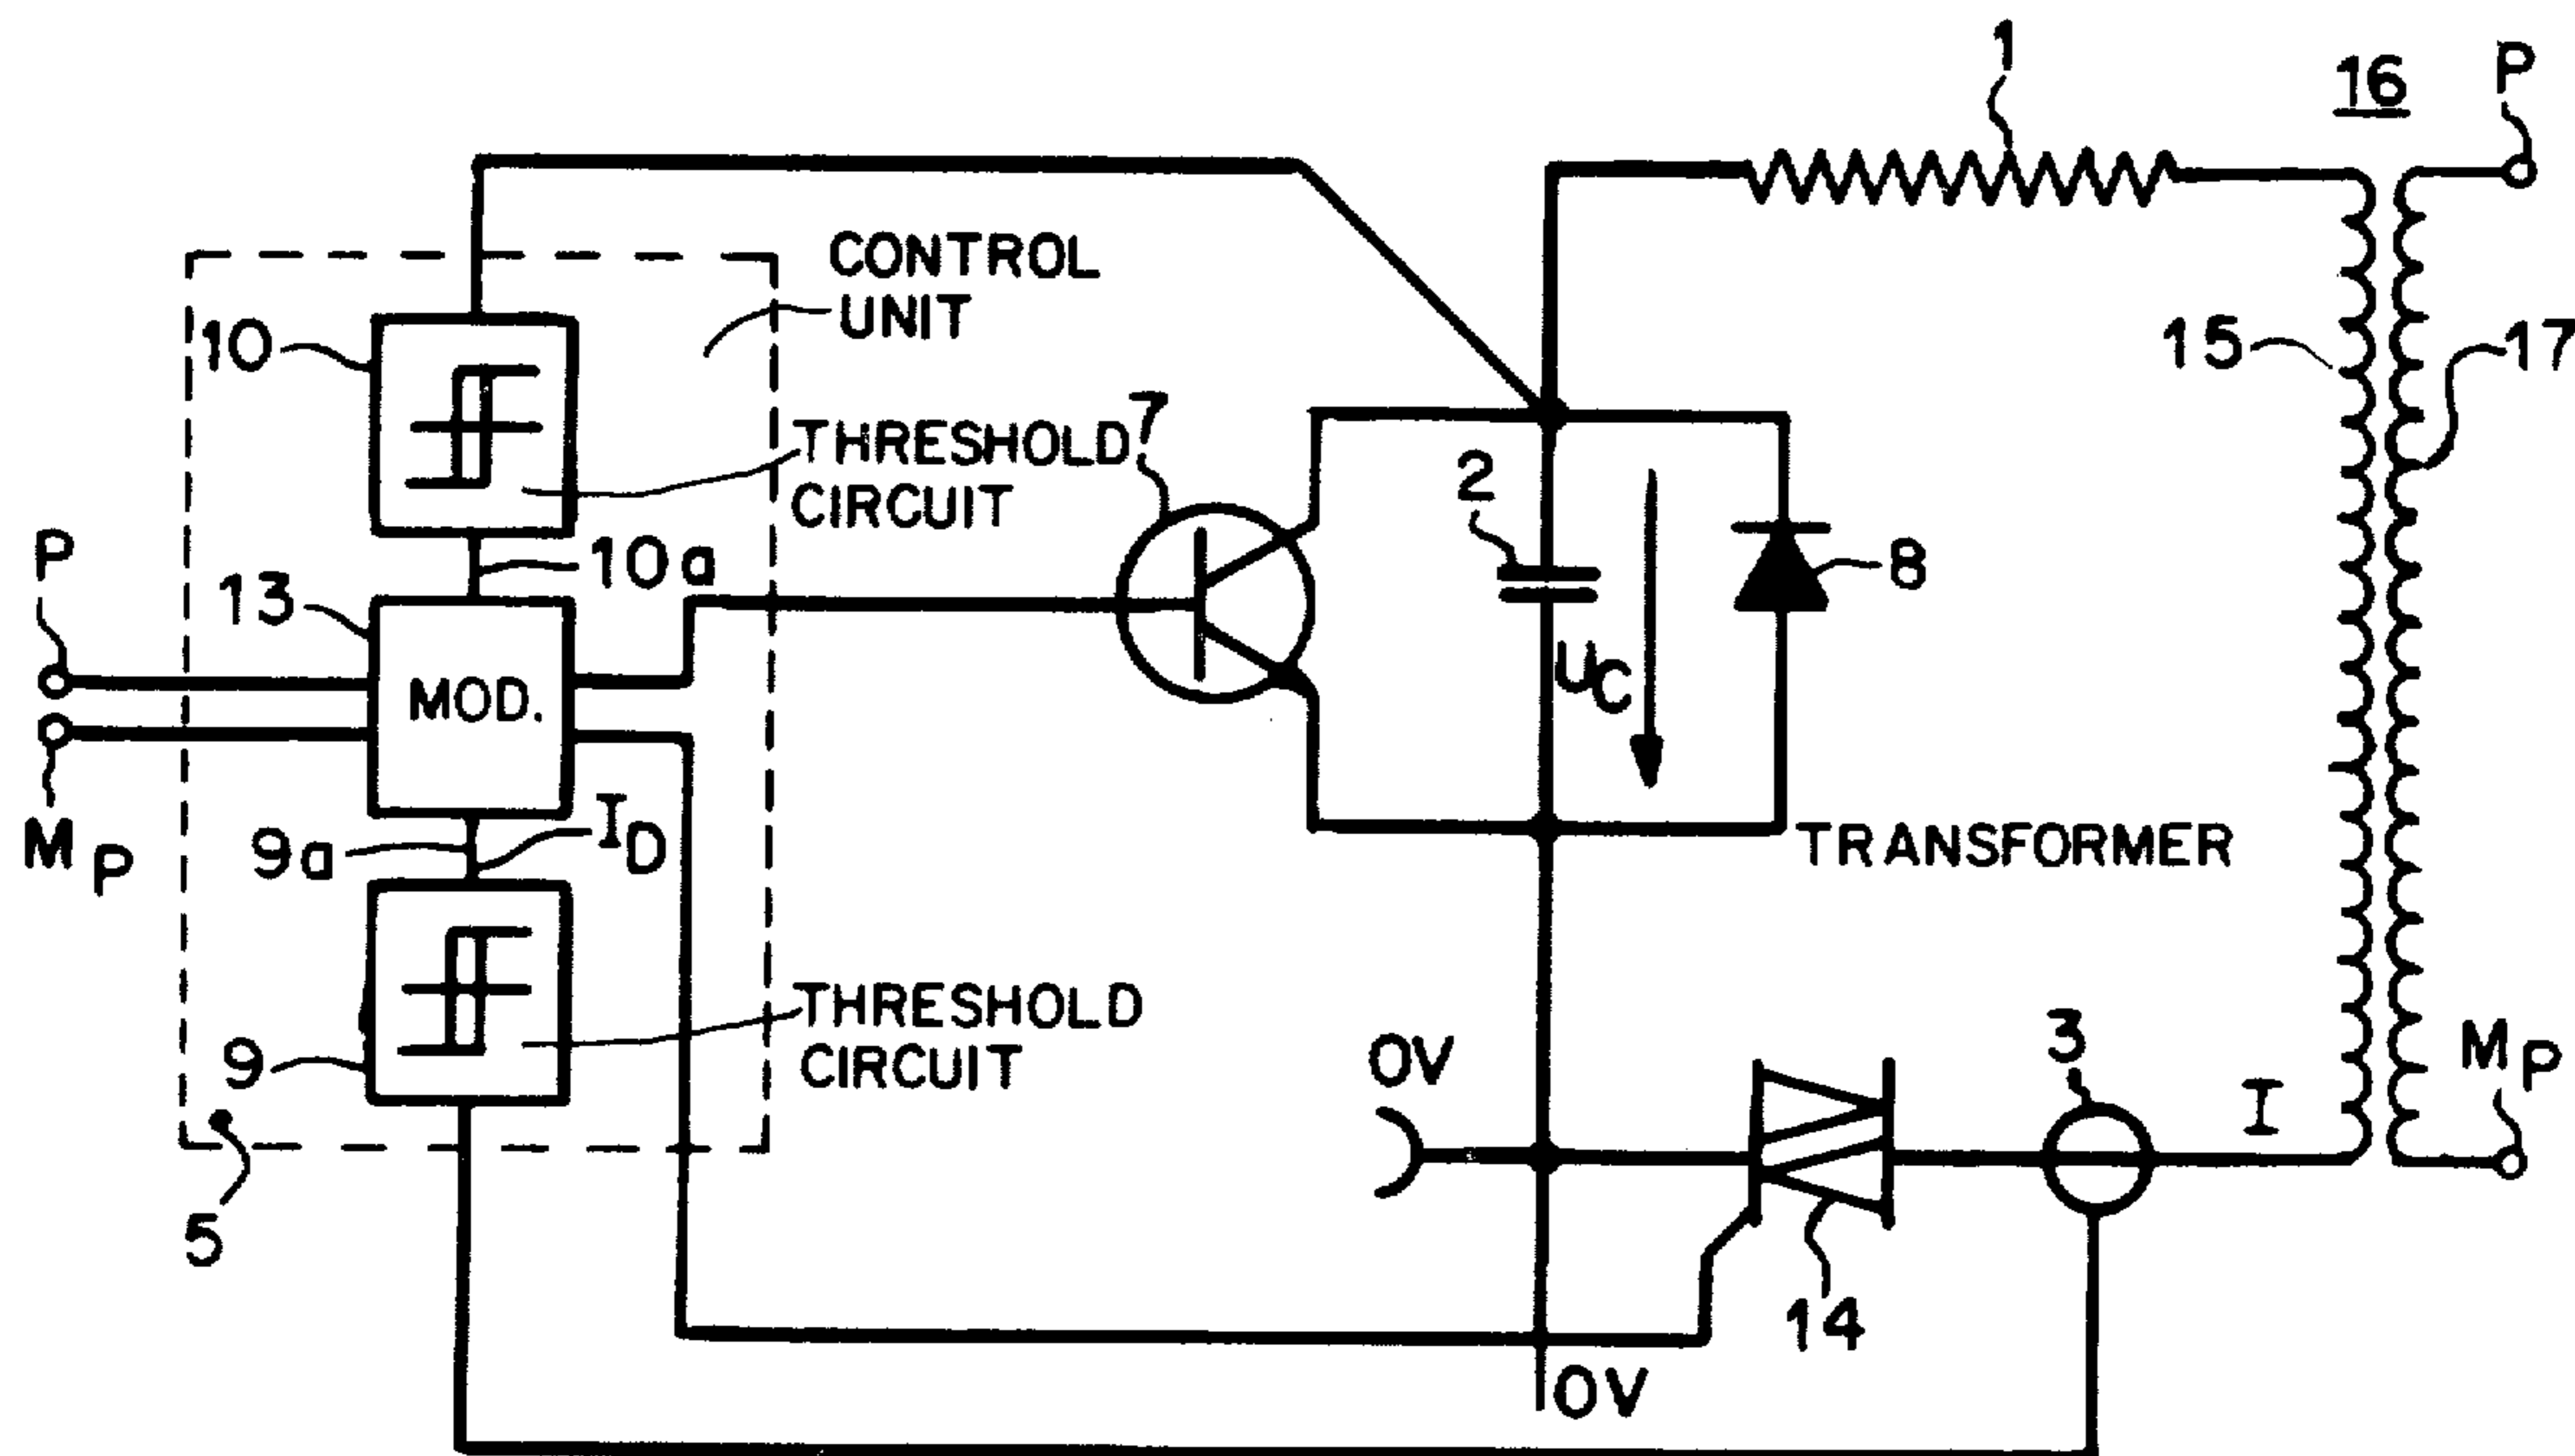 1
16
P
CONTROL
UNIT
10
15
17
THRESHOLD
CIRCUIT
7
2
P
13
10a
8
MOD.
UC
MP
9a
ID
TRANSFORMER
THRESHOLD
CIRCUIT
9
0V
3
I
MP
5
14
0V